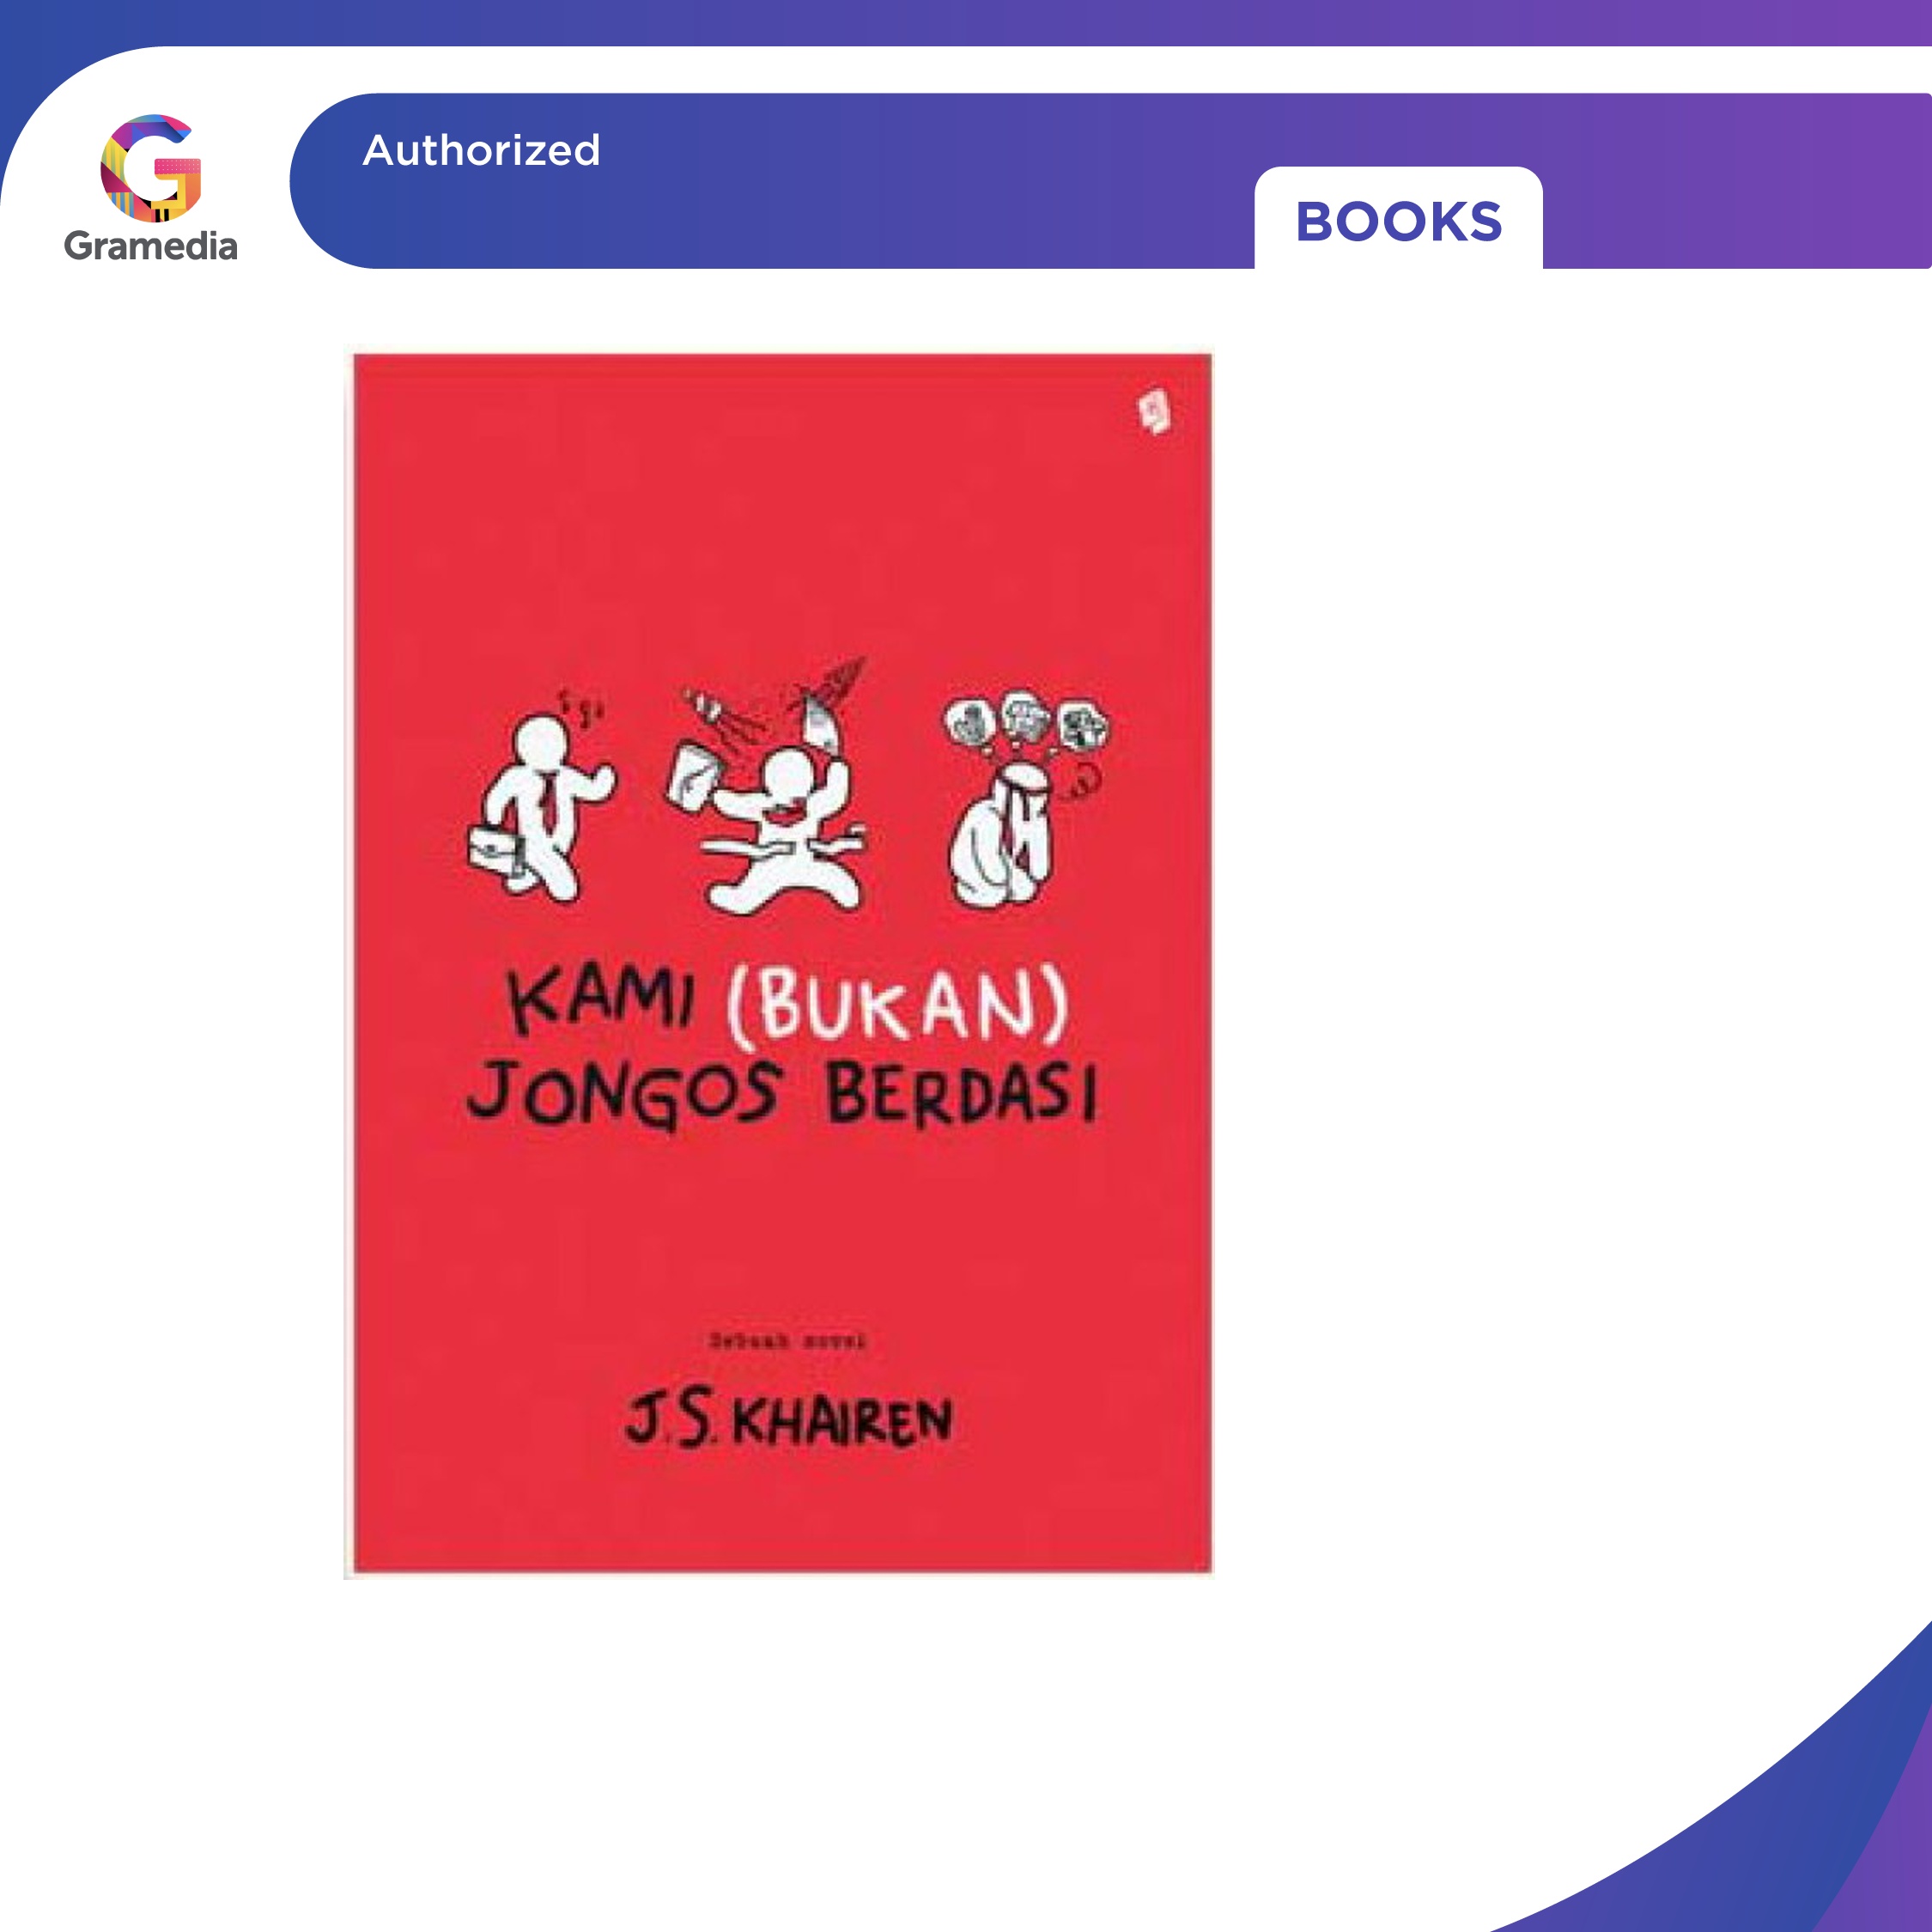 Authorized
Gramedia
BOOKS
KAMI (BUKAN)
JONGOS BERDASI
Sebuah novel
J.S. KHAIREN